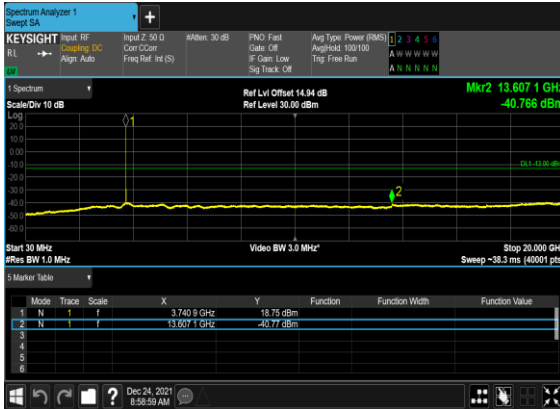 Spectrum Analyzer 1
Swept SA
KEYSIGHT
RL
Input: RF
Coupling: DC
Align: Auto
Input Z: 50 Ω
Corr CCorr
Freq Ref: Int (S)
#Atten: 30 dB
PNO: Fast
Gate: Off
IF Gain: Low
Sig Track: Off
Avg Type: Power (RMS)
Avg|Hold: 100/100
Trig: Free Run
1 2 3 4 5 6
A W W W W W
A N N N N N
1 Spectrum
Scale/Div 10 dB
Ref Lvl Offset 14.94 dB
Ref Level 30.00 dBm
Mkr2 13.607 1 GHz
-40.766 dBm
Log
20.0
10.0
0.00
-10.0
-20.0
-30.0
-40.0
-50.0
-60.0
1
2
DL1 -13.00 dBm
Start 30 MHz
#Res BW 1.0 MHz
Video BW 3.0 MHz*
Stop 20.000 GHz
Sweep ~38.3 ms (40001 pts)
5 Marker Table
Mode Trace Scale X Y Function Function Width Function Value
1 N 1 f 3.740 9 GHz 18.75 dBm
2 N 1 f 13.607 1 GHz -40.77 dBm
3
4
5
6
Dec 24, 2021
8:58:59 AM